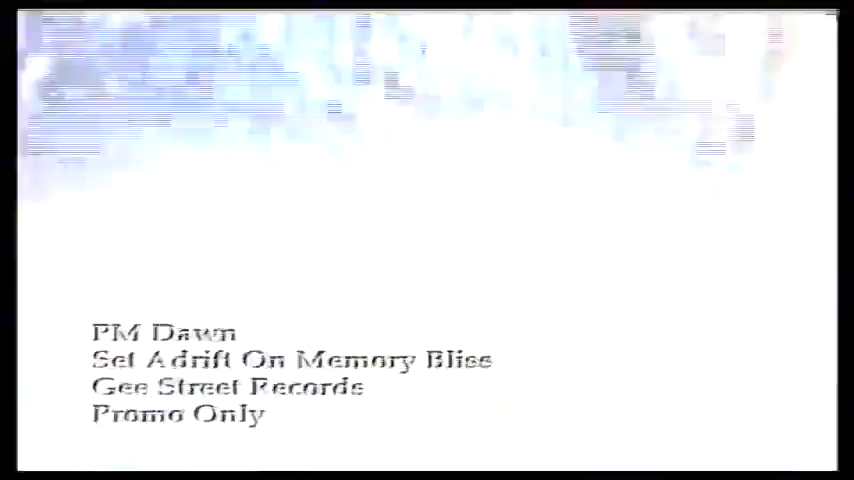 PM Dawn
Set Adrift On Memory Bliss
Gee Street Records
Promo Only